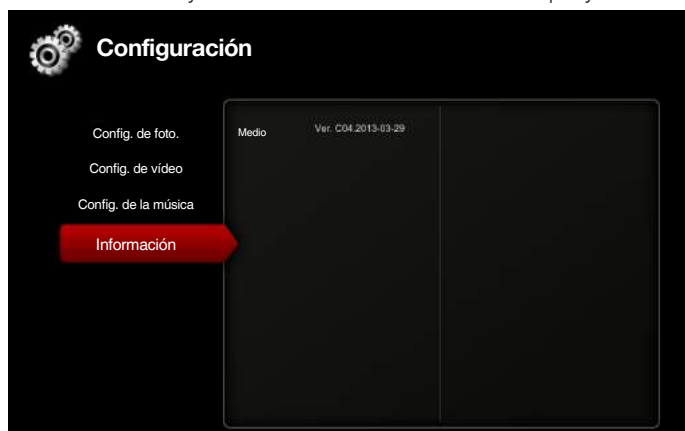 Configuración
Config. de foto.
Medio Ver. C04.2013-03-29
Config. de vídeo
Config. de la música
Información